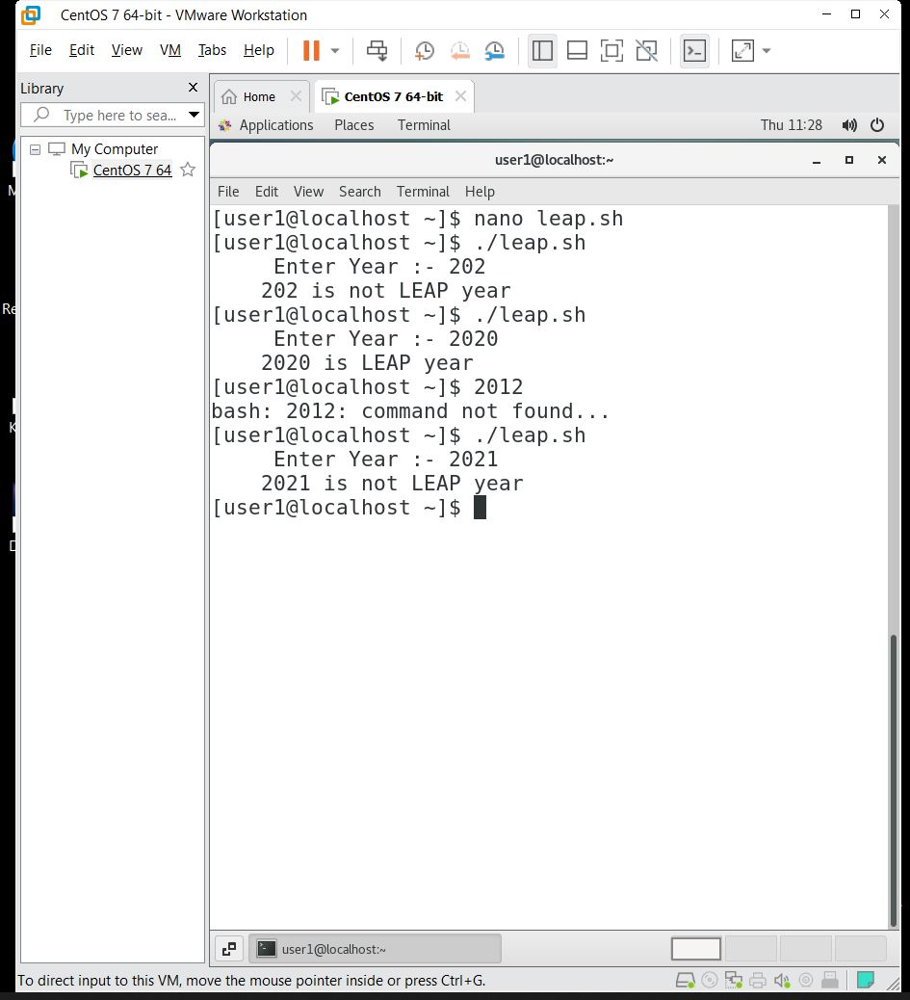 CentOS 7 64-bit - VMware Workstation
File Edit View VM Tabs Help
Library
Type here to sea...
My Computer
CentOS 7 64
Home
CentOS 7 64-bit
Applications Places Terminal Thu 11:28
user1@localhost:~
File Edit View Search Terminal Help
[user1@localhost ~]$ nano leap.sh
[user1@localhost ~]$ ./leap.sh
Enter Year :- 202
202 is not LEAP year
[user1@localhost ~]$ ./leap.sh
Enter Year :- 2020
2020 is LEAP year
[user1@localhost ~]$ 2012
bash: 2012: command not found...
[user1@localhost ~]$ ./leap.sh
Enter Year :- 2021
2021 is not LEAP year
[user1@localhost ~]$
user1@localhost:~
To direct input to this VM, move the mouse pointer inside or press Ctrl+G.